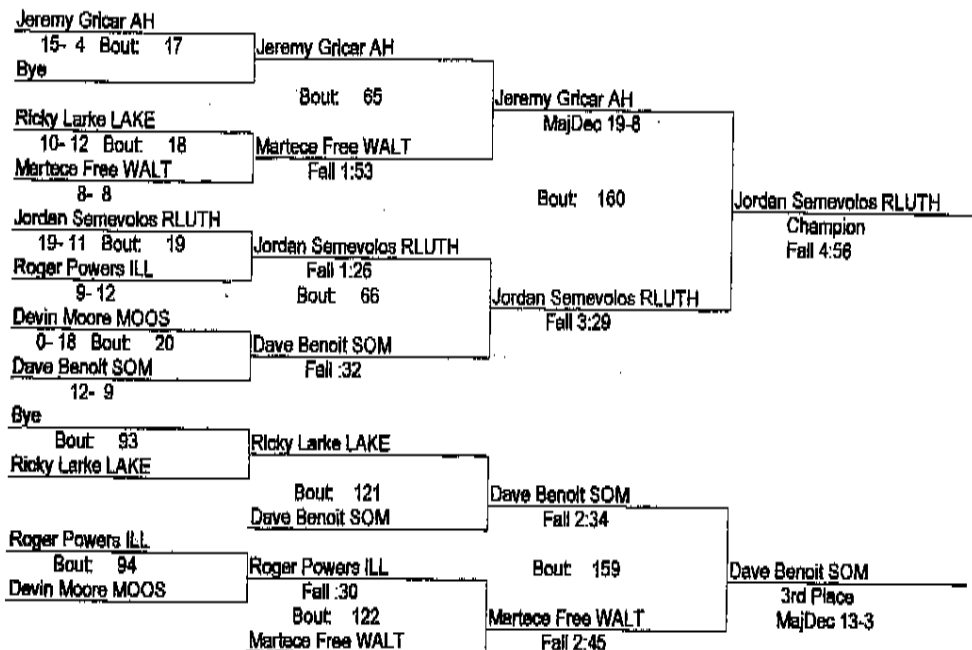 Jeremy Gricar AH
15- 4 Bout: 17
Bye
Jeremy Gricar AH
Bout: 65
Ricky Larke LAKE
10- 12 Bout: 18
Martece Free WALT
8- 8
Martece Free WALT
Fall 1:53
Jeremy Gricar AH
MajDec 19-8
Bout: 160
Jordan Semevolos RLUTH
19- 11 Bout: 19
Roger Powers ILL
9- 12
Jordan Semevolos RLUTH
Fall 1:26
Bout: 66
Devin Moore MOOS
0- 18 Bout: 20
Dave Benoit SOM
12- 9
Dave Benoit SOM
Fall :32
Jordan Semevolos RLUTH
Fall 3:29
Jordan Semevolos RLUTH
Champion
Fall 4:56
Bye
Bout: 93
Ricky Larke LAKE
Ricky Larke LAKE
Bout: 121
Dave Benoit SOM
Dave Benoit SOM
Fall 2:34
Bout: 159
Roger Powers ILL
Bout: 94
Devin Moore MOOS
Roger Powers ILL
Fall :30
Bout: 122
Martece Free WALT
Martece Free WALT
Fall 2:45
Dave Benoit SOM
3rd Place
MajDec 13-3